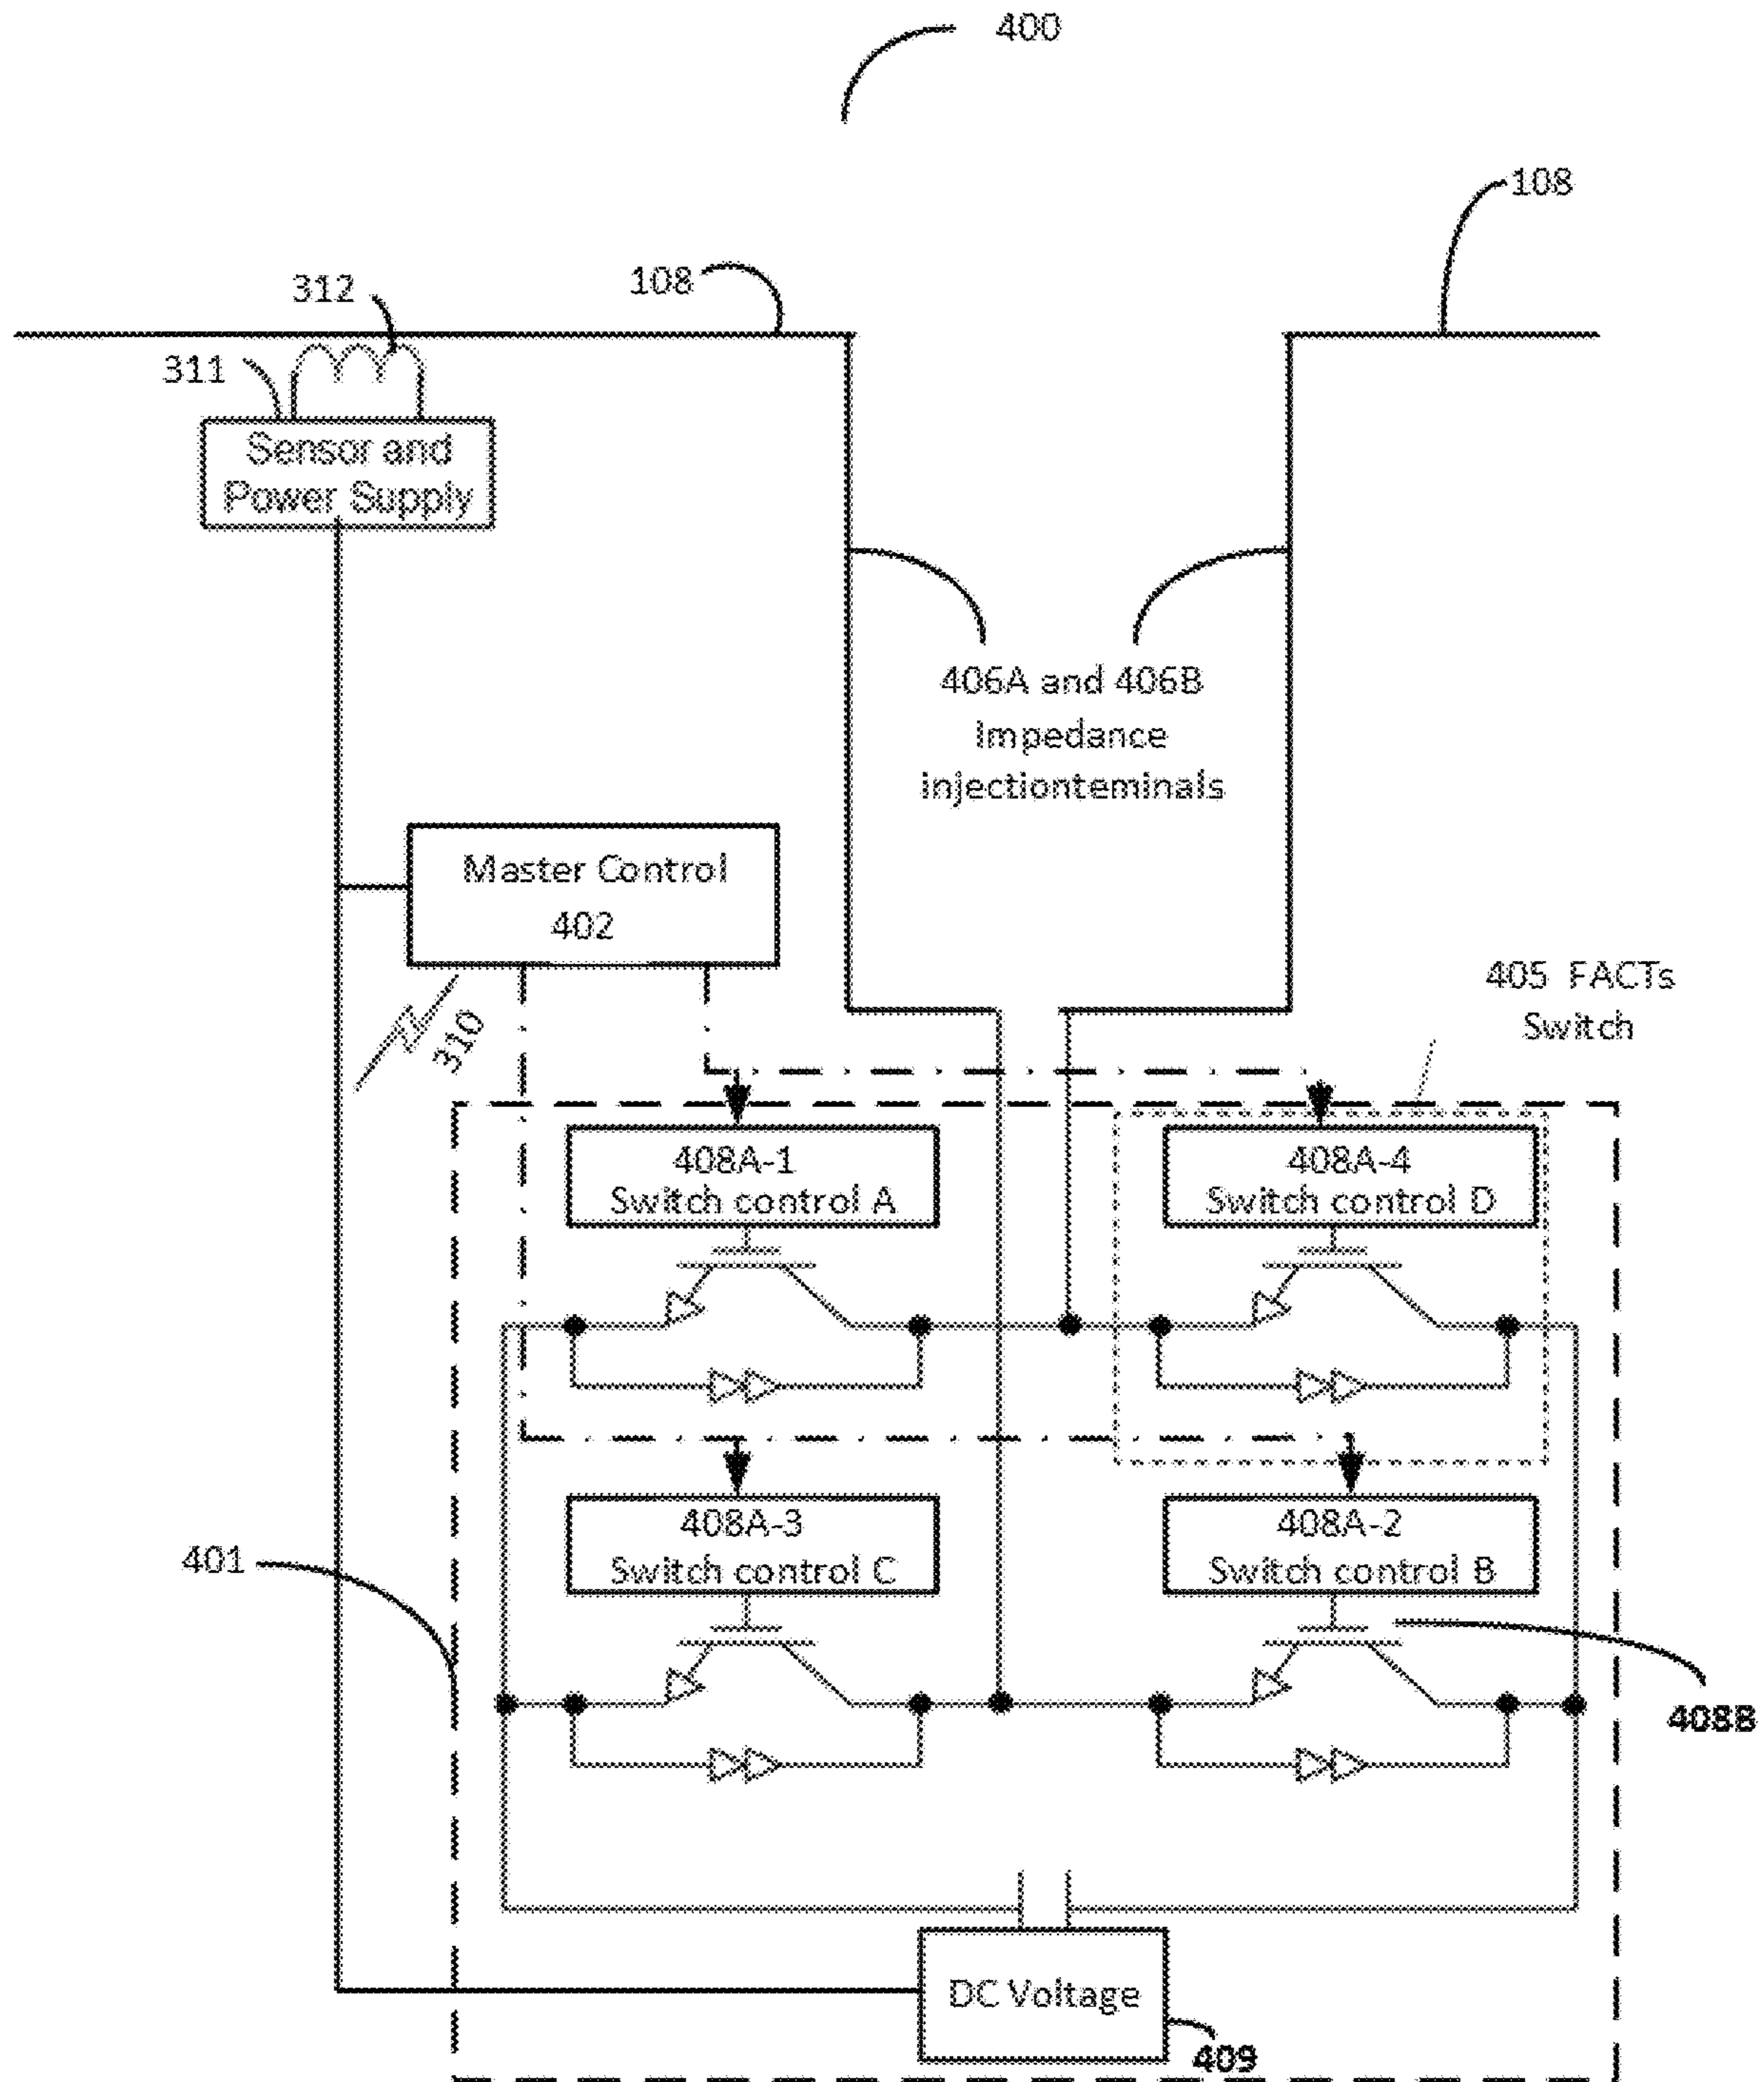 400
108
108
312
311
Sensor and
Power Supply
406A and 406B
Impedance
injectionteminals
Master Control
402
310
405 FACTs
Switch
408A-1
Switch control A
408A-4
Switch control D
408A-3
Switch control C
408A-2
Switch control B
401
408B
DC Voltage
409